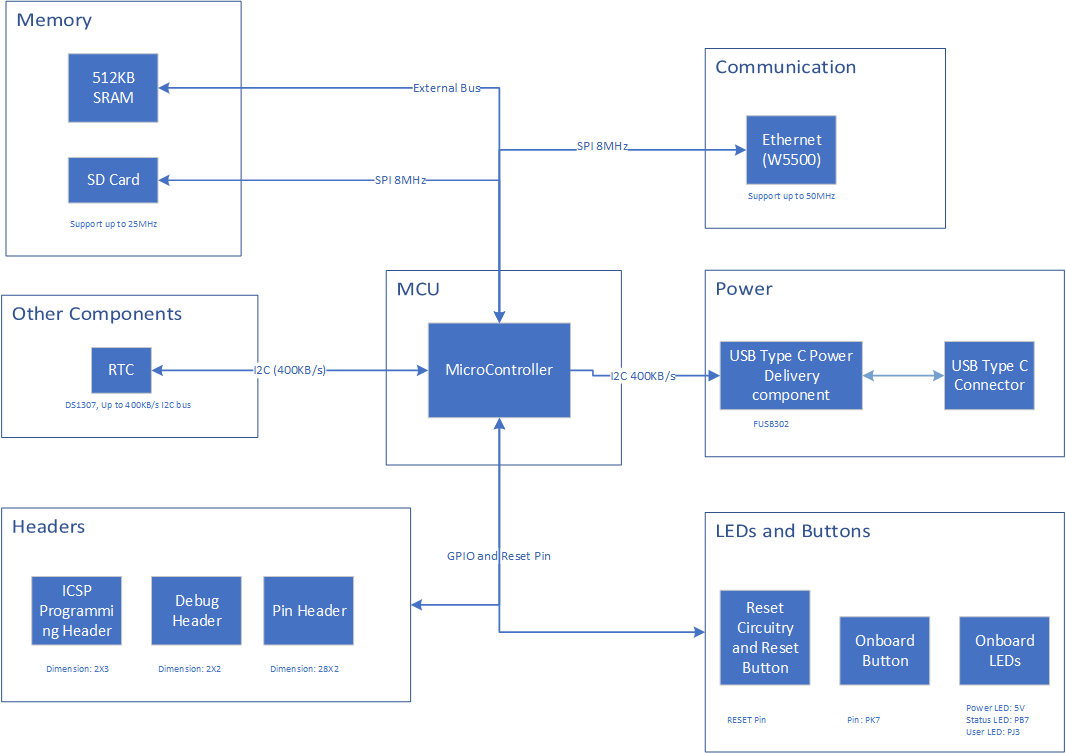 Memory
512KB
SRAM
External Bus
SD Card
SPI 8MHz
Support up to 25MHz
Communication
SPI 8MHz
Ethernet
(W5500)
Support up to 50MHz
Other Components
RTC
I2C (400KB/s)
DS1307, Up to 400KB/s I2C bus
MCU
MicroController
I2C 400KB/s
Power
USB Type C Power
Delivery
component
FUSB302
USB Type C
Connector
Headers
GPIO and Reset Pin
ICSP
Programmi
ng Header
Dimension: 2X3
Debug
Header
Dimension: 2X2
Pin Header
Dimension: 28X2
LEDs and Buttons
Reset
Circuitry
and Reset
Button
RESET Pin
Onboard
Button
Pin: PK7
Onboard
LEDs
Power LED: 5V
Status LED: PB7
User LED: PJ3